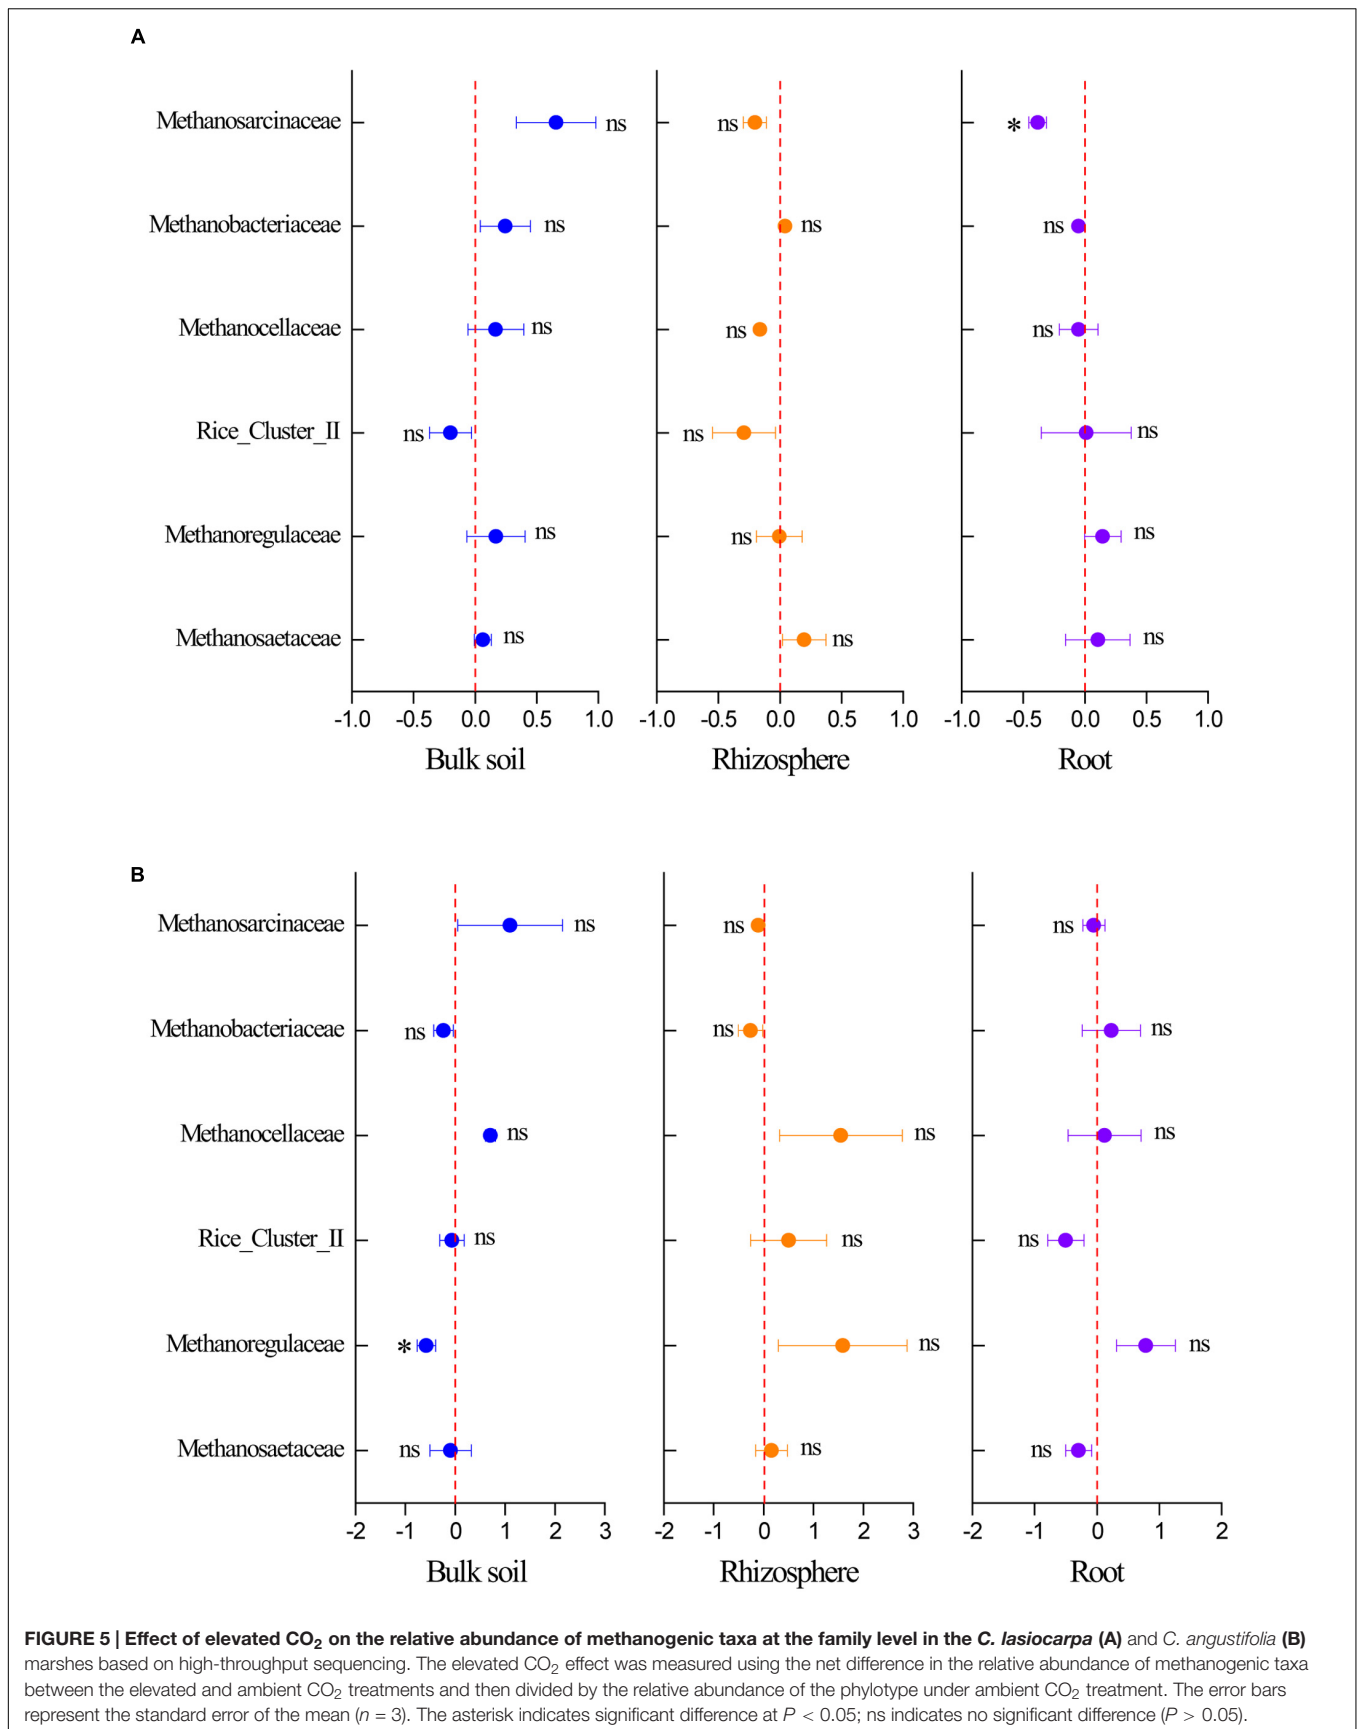 A
Methanosarcinaceae ns ns *
Methanobacteriaceae ns ns ns
Methanocellaceae ns ns ns
Rice_Cluster_II ns ns ns
Methanoregulaceae ns ns ns
Methanosaetaceae ns ns ns
-1.0 -0.5 0.0 0.5 1.0 -1.0 -0.5 0.0 0.5 1.0 -1.0 -0.5 0.0 0.5 1.0
Bulk soil Rhizosphere Root
B
Methanosarcinaceae ns ns ns
Methanobacteriaceae ns ns ns
Methanocellaceae ns ns ns
Rice_Cluster_II ns ns ns
Methanoregulaceae * ns ns
Methanosaetaceae ns ns ns
-2 -1 0 1 2 3 -2 -1 0 1 2 3 -2 -1 0 1 2
Bulk soil Rhizosphere Root
FIGURE 5 | Effect of elevated CO₂ on the relative abundance of methanogenic taxa at the family level in the C. lasiocarpa (A) and C. angustifolia (B)
marshes based on high-throughput sequencing. The elevated CO₂ effect was measured using the net difference in the relative abundance of methanogenic taxa
between the elevated and ambient CO₂ treatments and then divided by the relative abundance of the phylotype under ambient CO₂ treatment. The error bars
represent the standard error of the mean (n = 3). The asterisk indicates significant difference at P < 0.05; ns indicates no significant difference (P > 0.05).